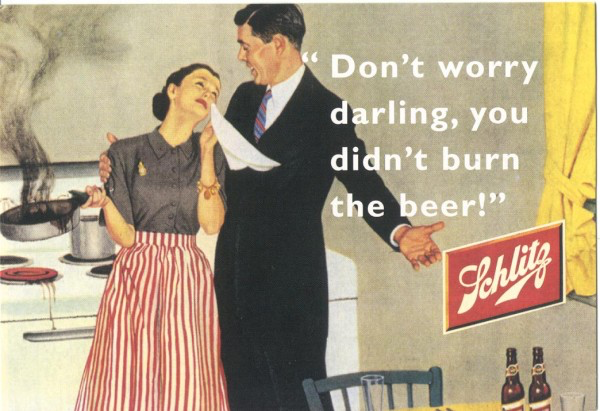 “ Don’t worry
darling, you
didn’t burn
the beer!”
Schlitz